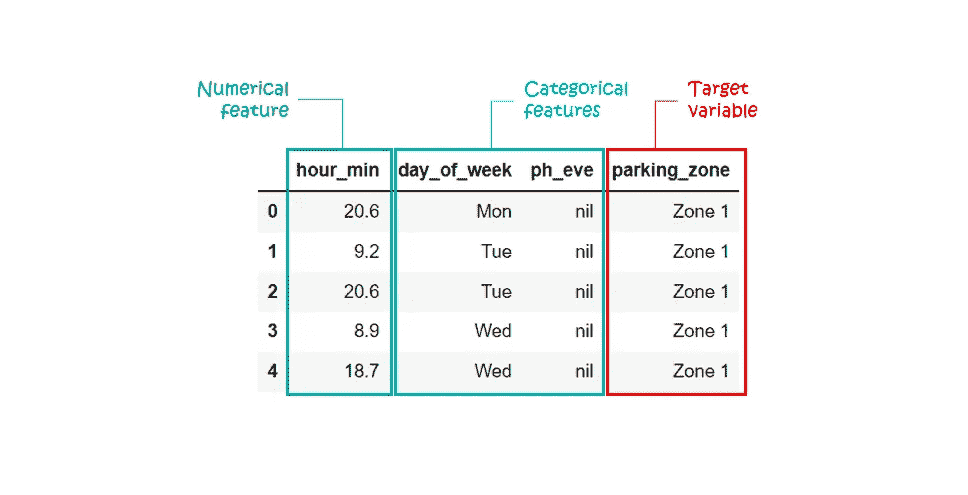 Numerical feature
Categorical features
Target variable
hour_min day_of_week ph_eve parking_zone
0 20.6 Mon nil Zone 1
1 9.2 Tue nil Zone 1
2 20.6 Tue nil Zone 1
3 8.9 Wed nil Zone 1
4 18.7 Wed nil Zone 1